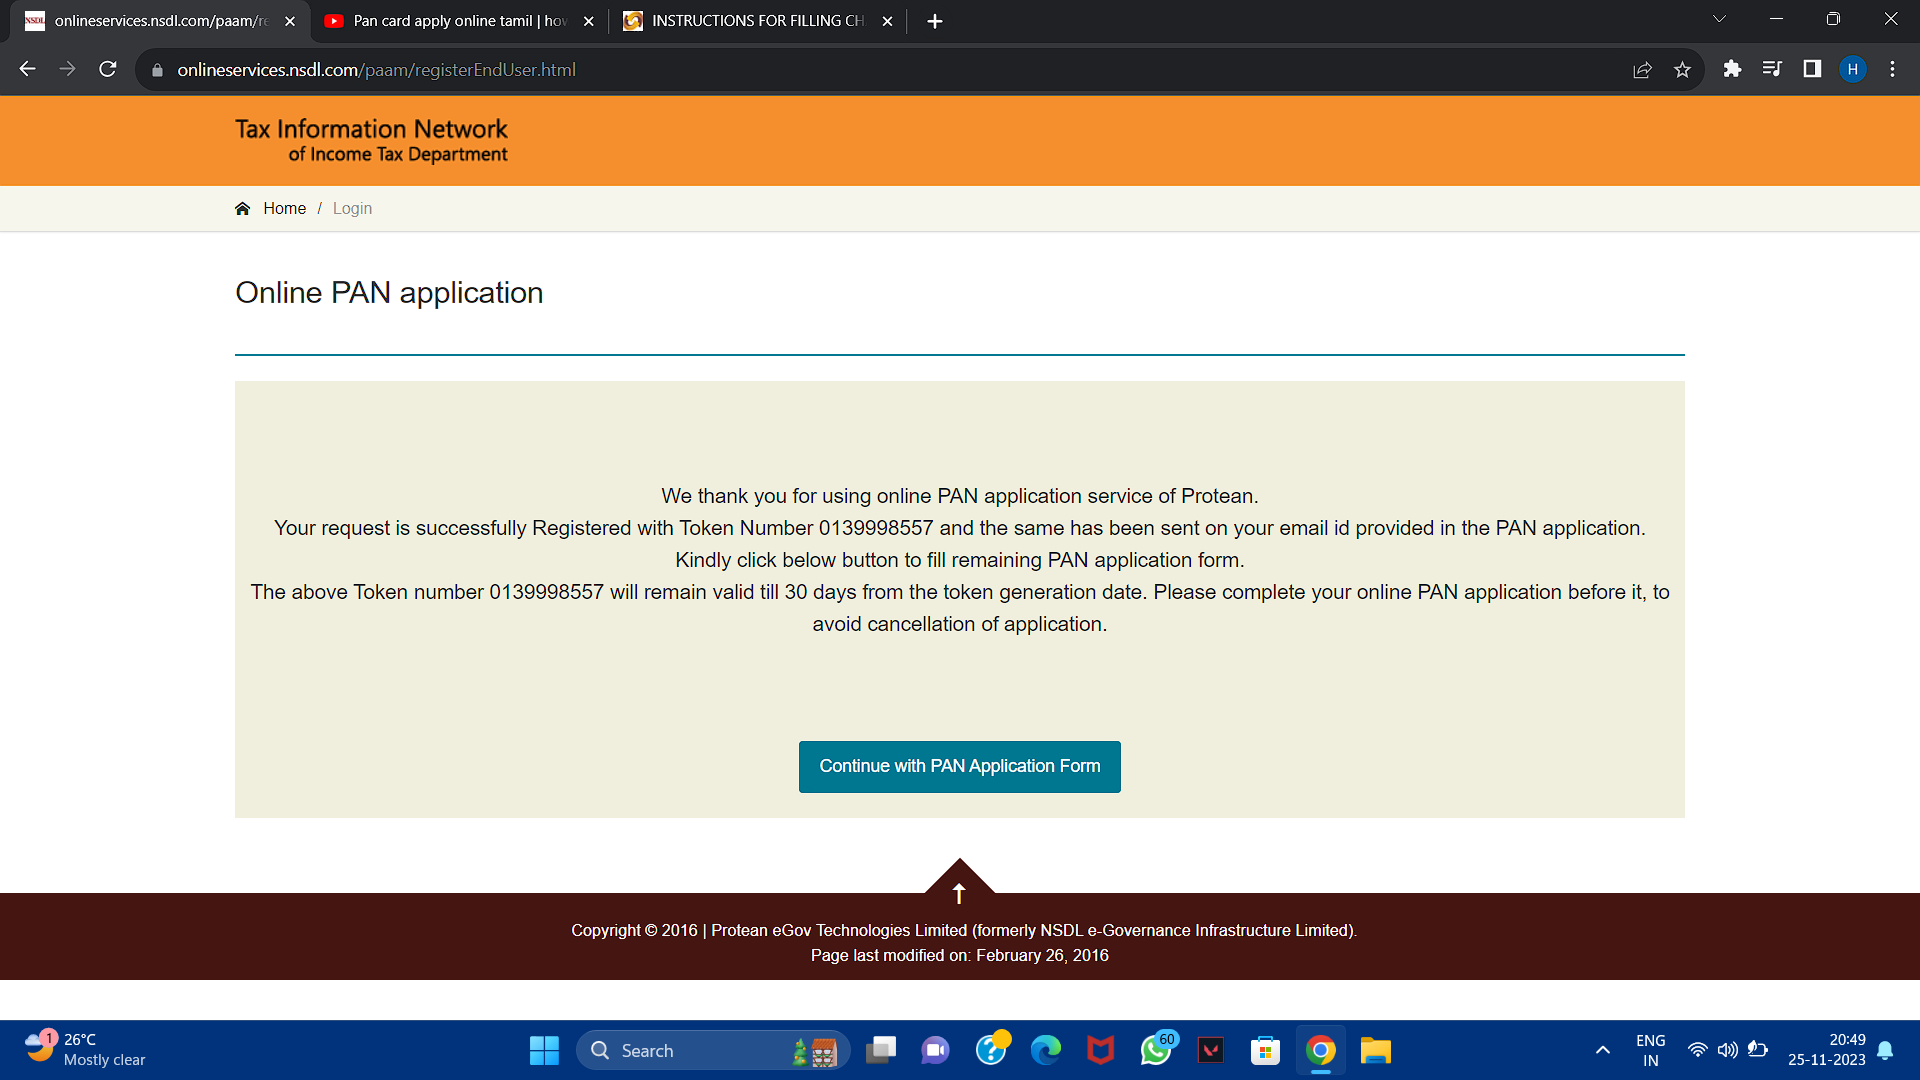 onlineservices.nsdl.com/paam/re
Pan card apply online tamil | how
INSTRUCTIONS FOR FILLING CH
onlineservices.nsdl.com/paam/registerEndUser.html
H
Tax Information Network
of Income Tax Department
Home / Login
Online PAN application
We thank you for using online PAN application service of Protean.
Your request is successfully Registered with Token Number 0139998557 and the same has been sent on your email id provided in the PAN application.
Kindly click below button to fill remaining PAN application form.
The above Token number 0139998557 will remain valid till 30 days from the token generation date. Please complete your online PAN application before it, to
avoid cancellation of application.
Continue with PAN Application Form
Copyright © 2016 | Protean eGov Technologies Limited (formerly NSDL e-Governance Infrastructure Limited).
Page last modified on: February 26, 2016
1
26°C
Mostly clear
Search
60
ENG
IN
20:49
25-11-2023